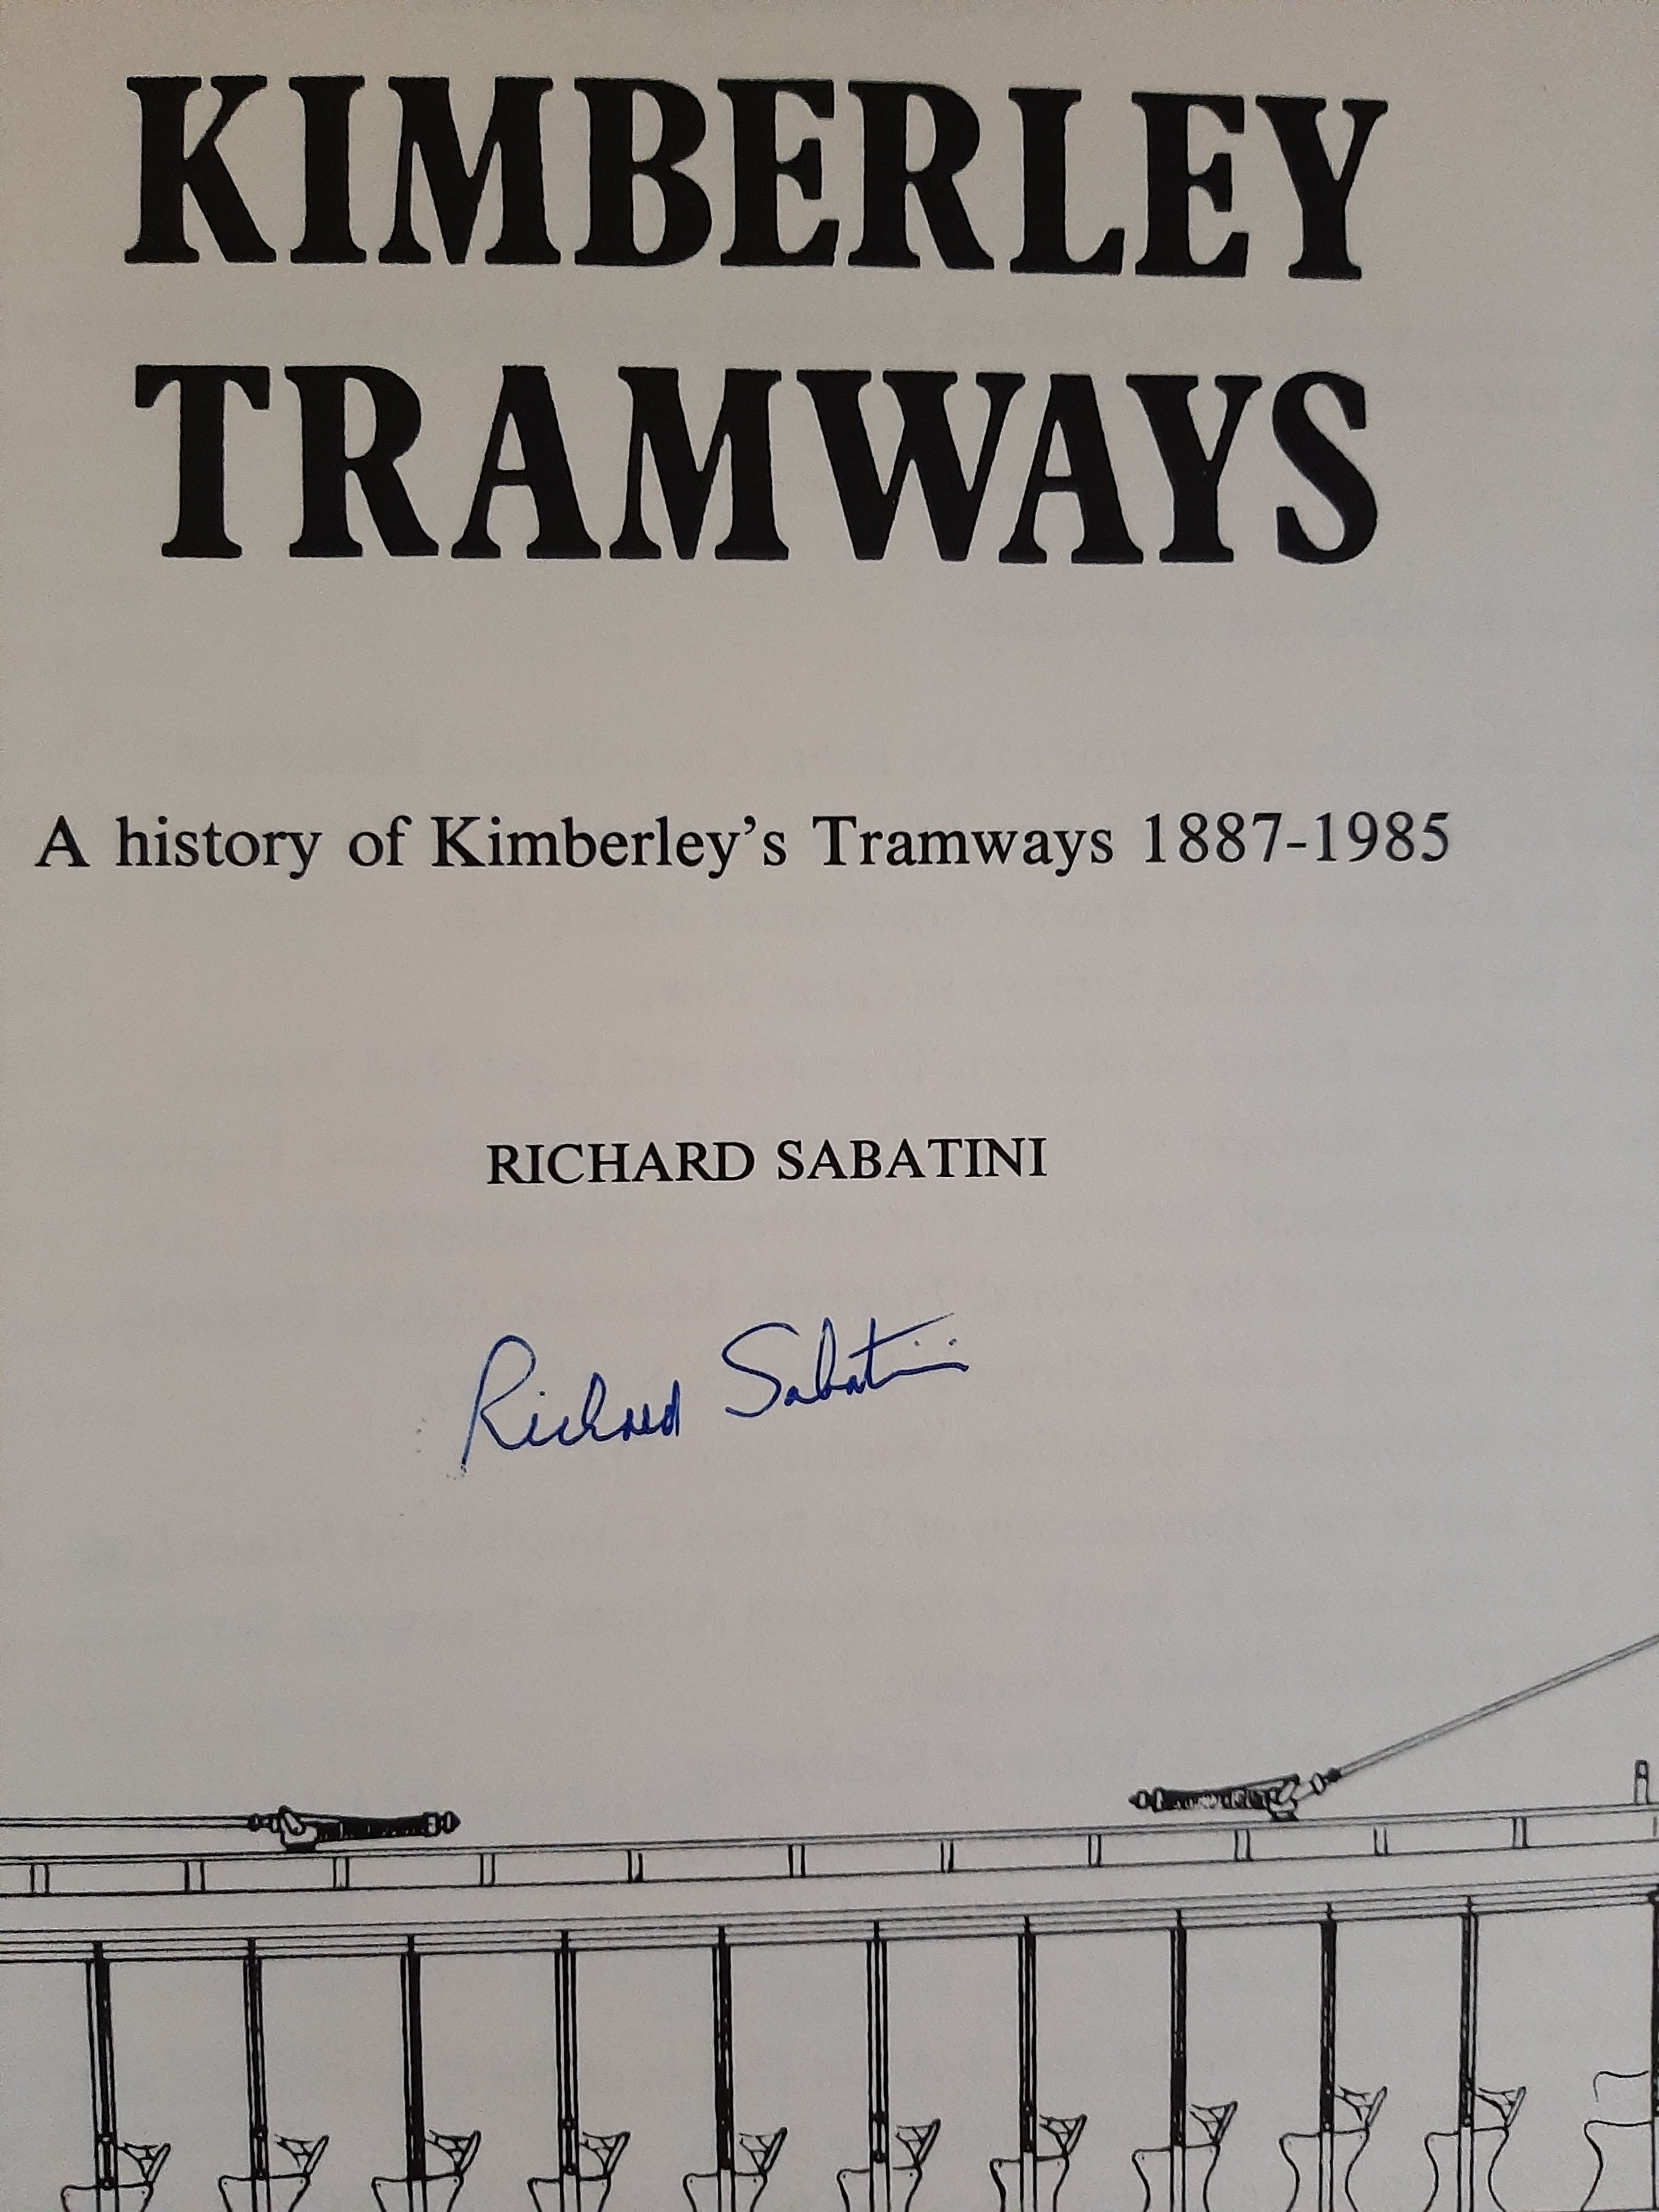 KIMBERLEY
TRAMWAYS
A history of Kimberley's Tramways 1887-1985
RICHARD SABATINI
Richard Sabatini